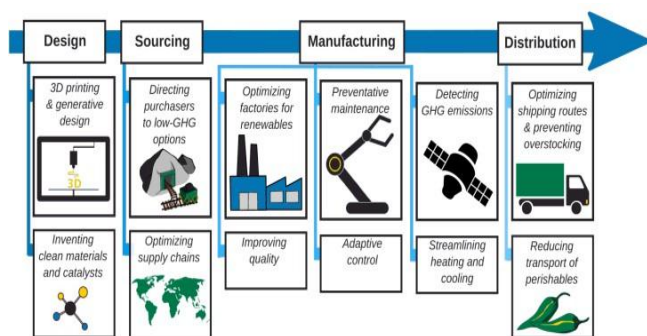 Design
Sourcing
Manufacturing
Distribution
3D printing
& generative
design
3D
Directing
purchasers
to low-GHG
options
Optimizing
factories for
renewables
Preventative
maintenance
Detecting
GHG emissions
Optimizing
shipping routes
& preventing
overstocking
Inventing
clean materials
and catalysts
Optimizing
supply chains
Improving
quality
Adaptive
control
Streamlining
heating and
cooling
Reducing
transport of
perishables